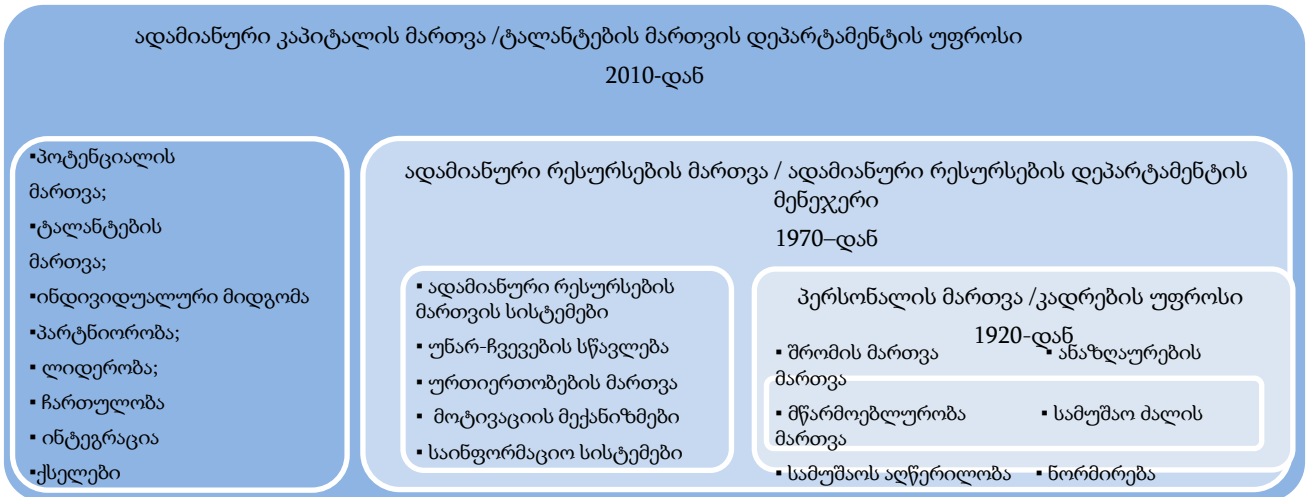 ადამიანური კაპიტალის მართვა /ტალანტების მართვის დეპარტამენტის უფროსი
2010-დან
▪პოტენციალის
მართვა;
▪ტალანტების
მართვა;
▪ინდივიდუალური მიდგომა
▪პარტნიორობა;
▪ ლიდერობა;
▪ ჩართულობა
▪ ინტეგრაცია
▪ქსელები
ადამიანური რესურსების მართვა / ადამიანური რესურსების დეპარტამენტის
მენეჯერი
1970–დან
▪ ადამიანური რესურსების
მართვის სისტემები
▪ უნარ-ჩვევების სწავლება
▪ ურთიერთობების მართვა
▪ მოტივაციის მექანიზმები
▪ საინფორმაციო სისტემები
პერსონალის მართვა /კადრების უფროსი
1920-დან
▪ შრომის მართვა ▪ ანაზღაურების
მართვა
▪ მწარმოებლურობა ▪ სამუშაო ძალის
მართვა
▪ სამუშაოს აღწერილობა ▪ ნორმირება